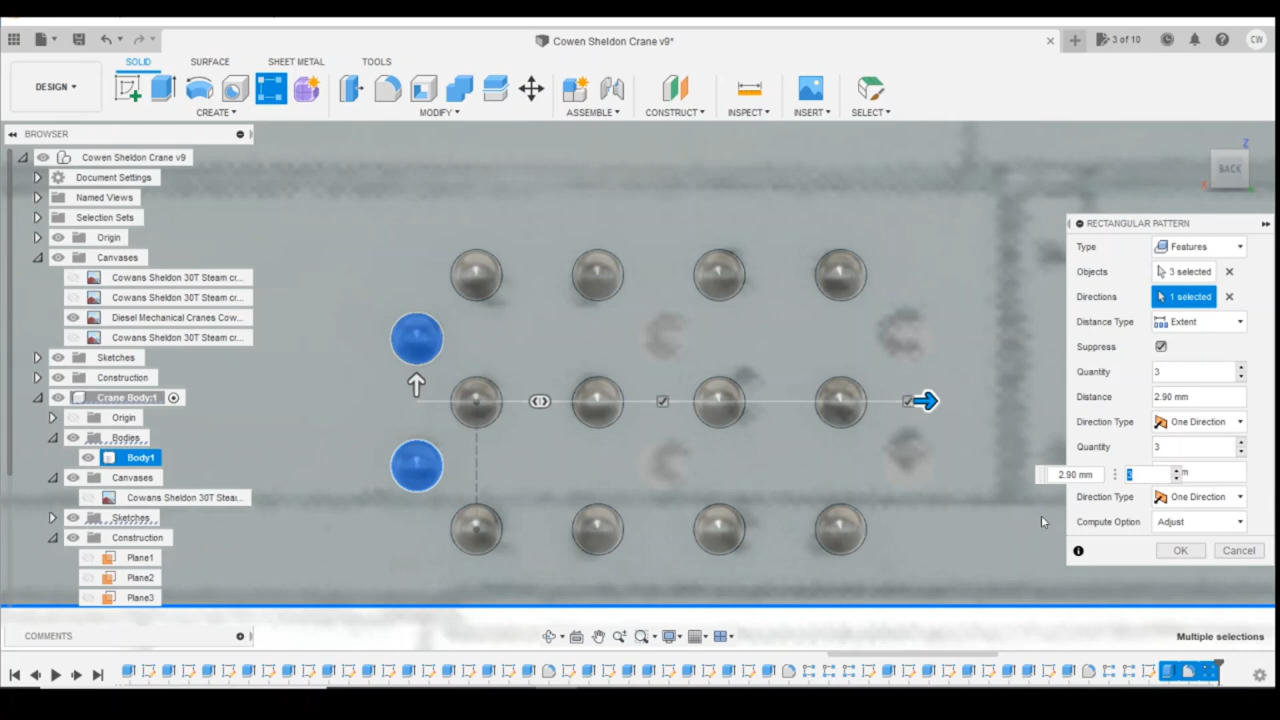 Cowen Sheldon Crane v9*
3 of 10
CW
DESIGN
SOLID
SURFACE
SHEET METAL
TOOLS
CREATE
MODIFY
ASSEMBLE
CONSTRUCT
INSPECT
INSERT
SELECT
BROWSER
Cowen Sheldon Crane v9
Document Settings
Named Views
Selection Sets
Origin
Canvases
Cowans Sheldon 30T Steam cr...
Cowans Sheldon 30T Steam cr...
Diesel Mechanical Cranes Cow...
Cowans Sheldon 30T Steam cr...
Sketches
Construction
Crane Body:1
Origin
Bodies
Body1
Canvases
Cowans Sheldon 30T Steai...
Sketches
Construction
Plane1
Plane2
Plane3
COMMENTS
Z
BACK
X
RECTANGULAR PATTERN
Type
Features
Objects
3 selected
Directions
1 selected
Distance Type
Extent
Suppress
Quantity
3
Distance
2.90 mm
Direction Type
One Direction
Quantity
3
2.90 mm
3
m
Direction Type
One Direction
Compute Option
Adjust
OK
Cancel
Multiple selections